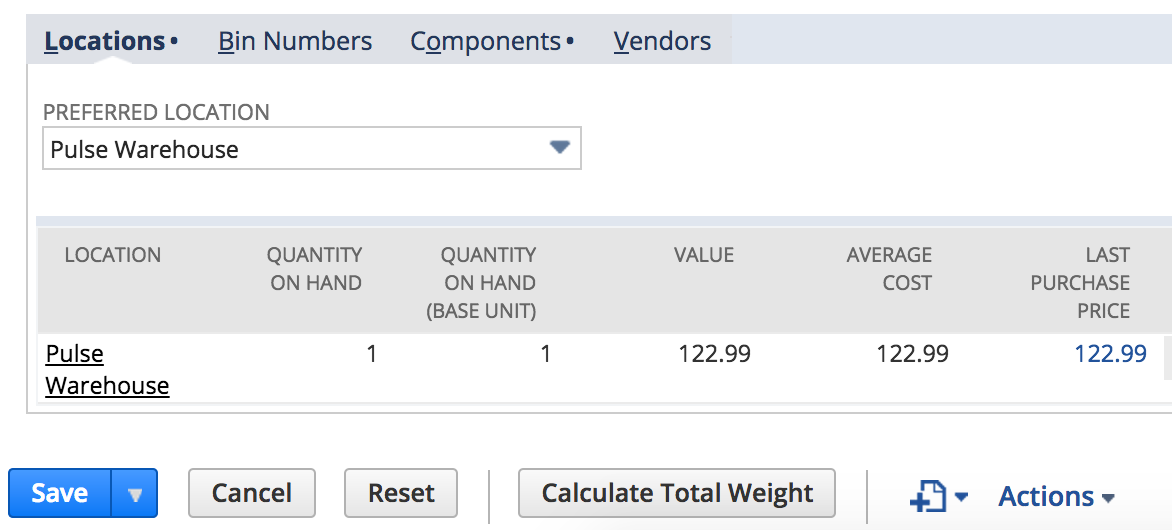 Locations• Bin Numbers Components• Vendors
PREFERRED LOCATION
Pulse Warehouse
LOCATION QUANTITY QUANTITY VALUE AVERAGE LAST
ON HAND ON HAND COST PURCHASE
(BASE UNIT) PRICE
Pulse 1 1 122.99 122.99 122.99
Warehouse
Save Cancel Reset Calculate Total Weight Actions